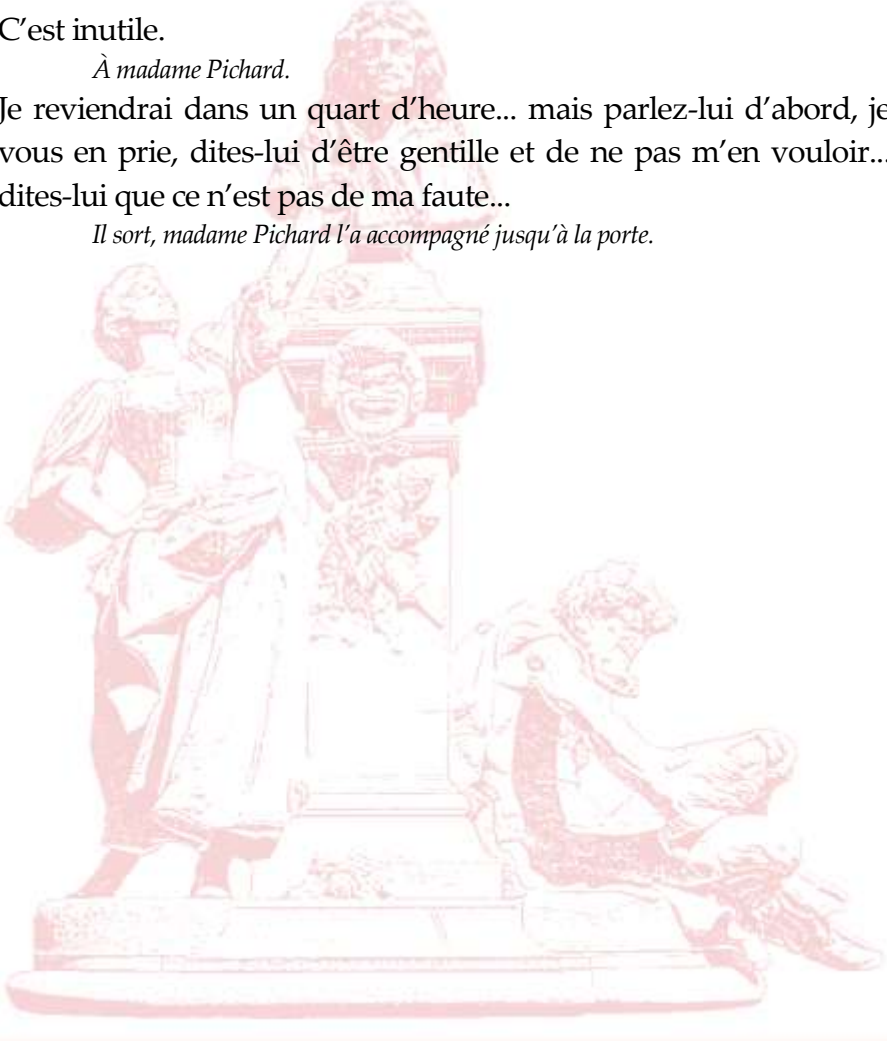 C’est inutile.
À madame Pichard.
Je reviendrai dans un quart d’heure... mais parlez-lui d’abord, je
vous en prie, dites-lui d’être gentille et de ne pas m’en vouloir...
dites-lui que ce n’est pas de ma faute...
Il sort, madame Pichard l’a accompagné jusqu’à la porte.